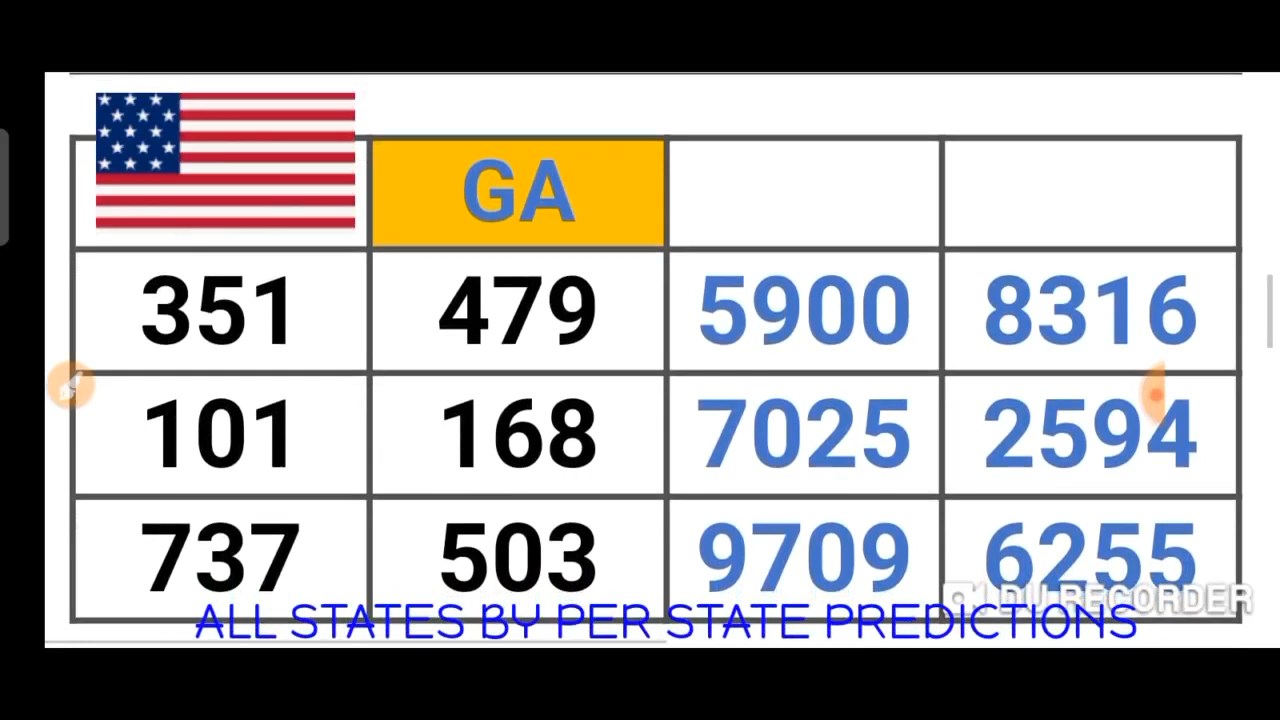 GA
351 479 5900 8316
101 168 7025 2594
737 503 9709 6255
DU RECORDER
ALL STATES BY PER STATE PREDICTIONS